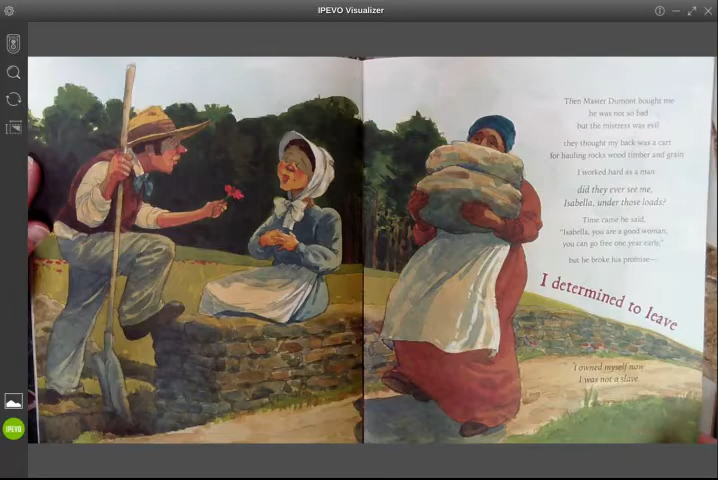 IPEVO Visualizer
IPEVO
Then Master Dumont bought me
he was not so bad
but the mistress was evil
they thought my back was a cart
for hauling rocks wood timber and grain
I worked hard as a man
did they ever see me,
Isabella, under those loads?
Time came he said,
"Isabella, you are a good woman,
you can go free one year early,"
but he broke his promise—
I determined to leave
I owned myself now
I was not a slave.